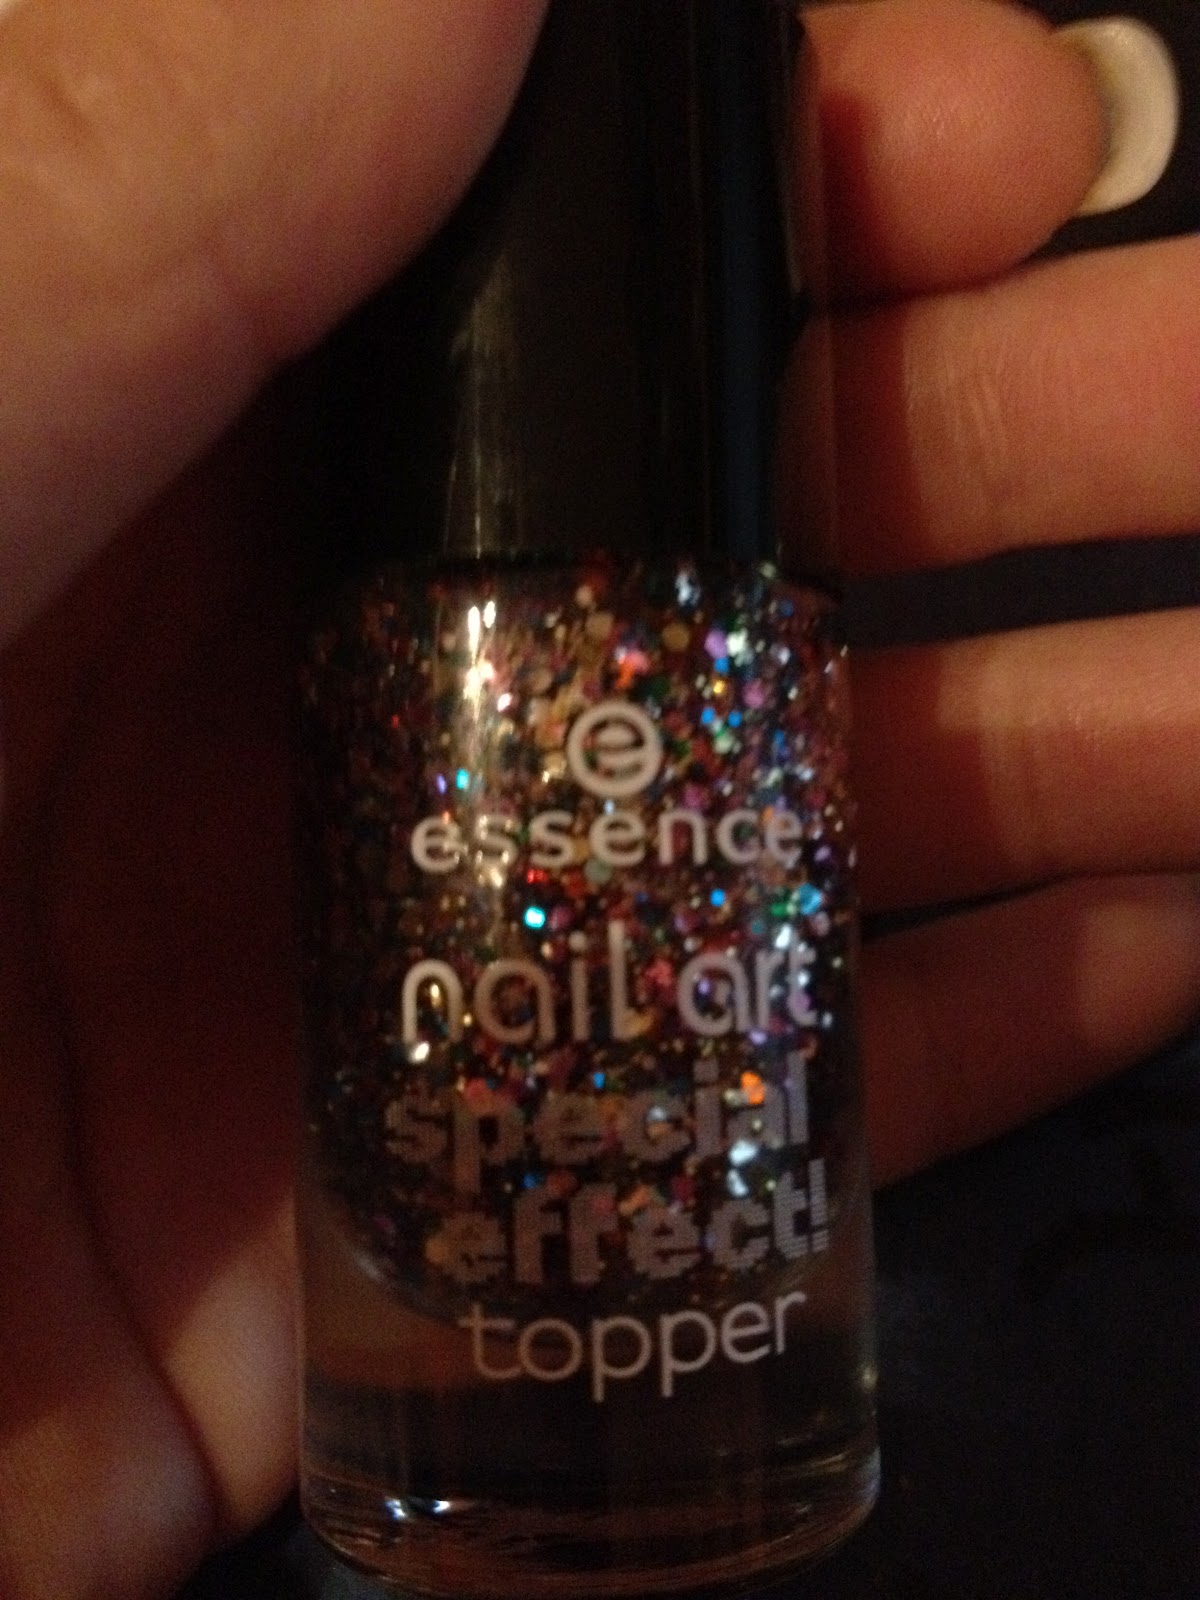 e
essence
nail art
special
effect!
topper